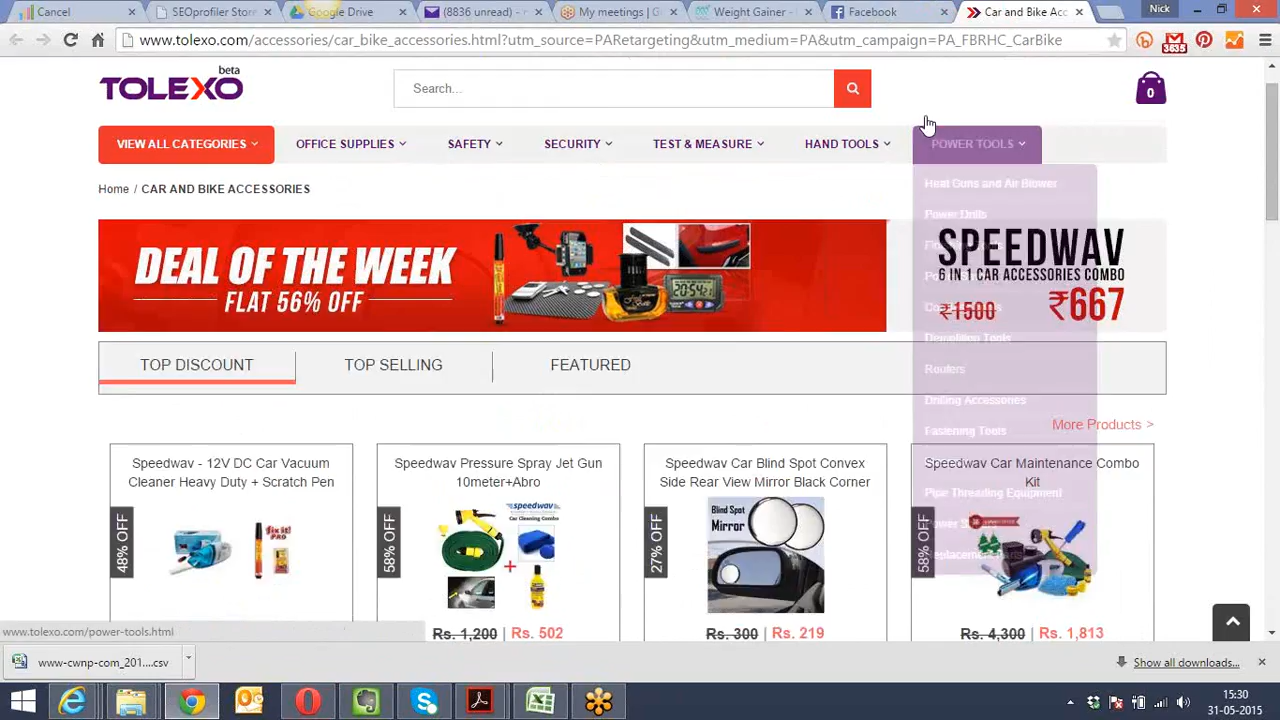 Cancel
SEOprofiler Store
Google Drive
(8836 unread) -
My meetings | G
Weight Gainer -
Facebook
Car and Bike Acc
Nick
www.tolexo.com/accessories/car_bike_accessories.html?utm_source=PARetargeting&utm_medium=PA&utm_campaign=PA_FBRHC_CarBike
3635
beta
TOLEXO
Search...
0
VIEW ALL CATEGORIES
OFFICE SUPPLIES
SAFETY
SECURITY
TEST & MEASURE
HAND TOOLS
POWER TOOLS
Home / CAR AND BIKE ACCESSORIES
Heat Guns and Air Blower
Power Drills
Demolition Tools
Routers
Drilling Accessories
Fastening Tools
Pipe Threading Equipment
DEAL OF THE WEEK
FLAT 56% OFF
20:54
SPEEDWAV
6 IN 1 CAR ACCESSORIES COMBO
₹1500 ₹667
TOP DISCOUNT
TOP SELLING
FEATURED
More Products >
Speedwav - 12V DC Car Vacuum
Cleaner Heavy Duty + Scratch Pen
48% OFF
Speedwav Pressure Spray Jet Gun
10meter+Abro
58% OFF
speedwav
Car Cleaning Combo
Rs. 1,200 | Rs. 502
Speedwav Car Blind Spot Convex
Side Rear View Mirror Black Corner
27% OFF
Blind Spot
Mirror
Rs. 300 | Rs. 219
Speedwav Car Maintenance Combo
Kit
58% OFF
Rs. 4,300 | Rs. 1,813
www.tolexo.com/power-tools.html
www-cwnp-com_201....csv
Show all downloads...
15:30
31-05-2015